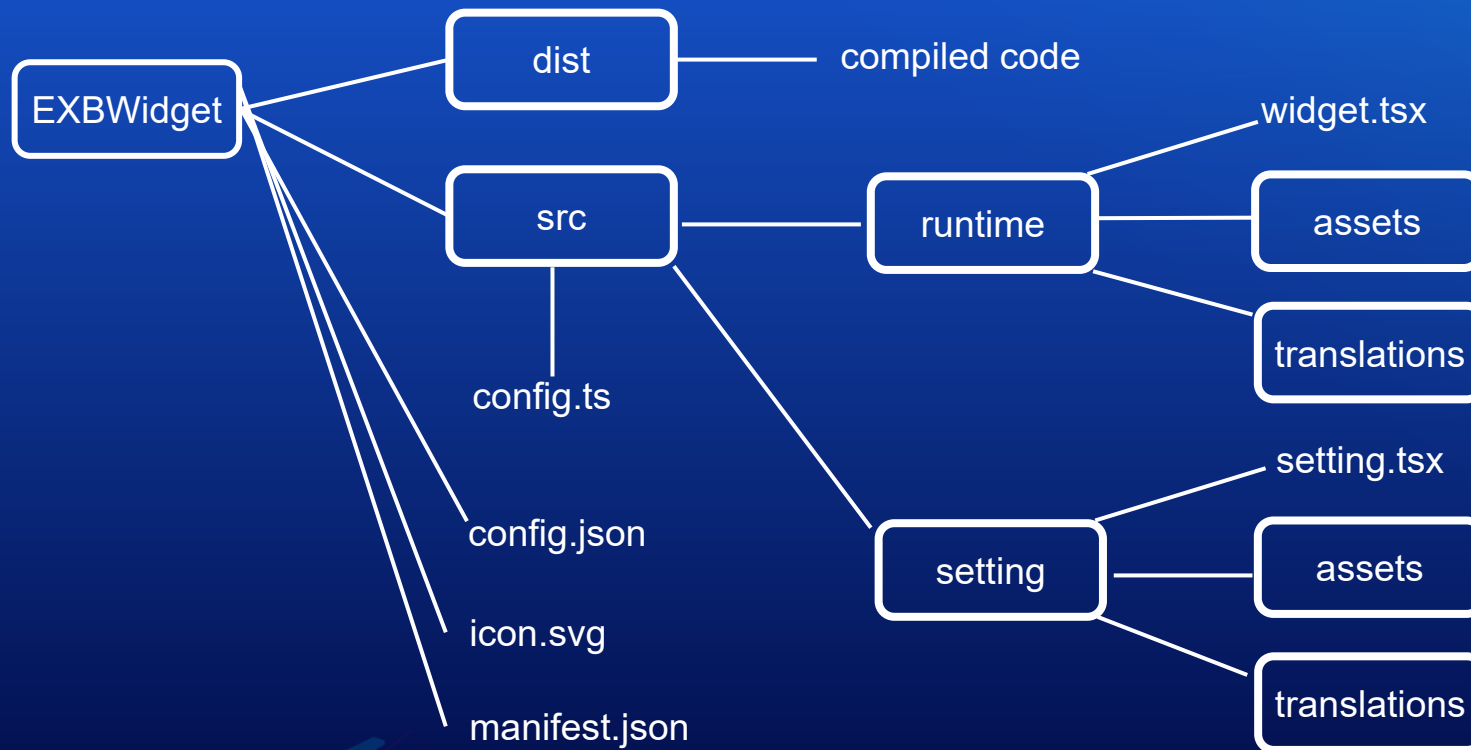 EXBWidget
dist
compiled code
src
config.ts
config.json
icon.svg
manifest.json
runtime
widget.tsx
assets
translations
setting
setting.tsx
assets
translations